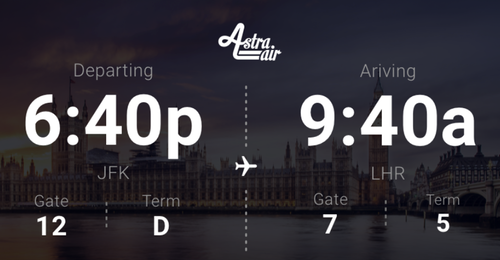 Astra
air
Departing
6:40p
JFK
Gate
12
Term
D
Ariving
9:40a
LHR
Gate
7
Term
5